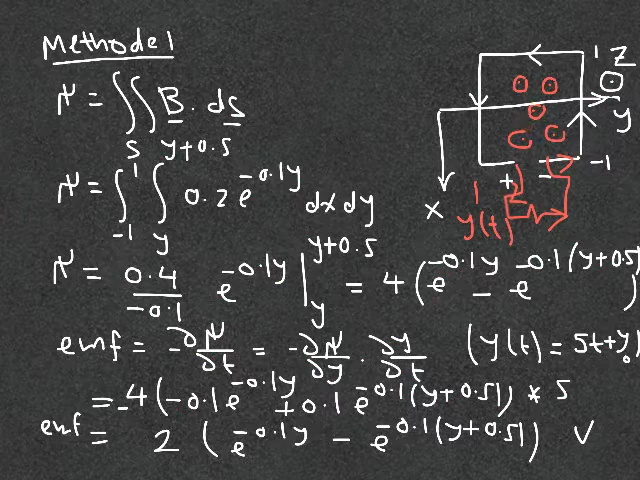 Methode 1
ψ = ∫∫ B . ds
S
y+0.5
ψ = ∫ ∫ 0.2 e^-0.1y dx dy
1
-1 y
ψ = 0.4/-0.1 e^-0.1y |_y^y+0.5 = 4 ( e^-0.1y - e^-0.1(y+0.5) )
emf = -∂ψ/∂t = -∂ψ/∂y . ∂y/∂t (y(t) = 5t+y₀)
= -4 ( -0.1 e^-0.1y + 0.1 e^-0.1(y+0.5) ) * 5
emf = 2 ( e^-0.1y - e^-0.1(y+0.5) ) V
1 Z
y
-1
x
+ -
y(t)